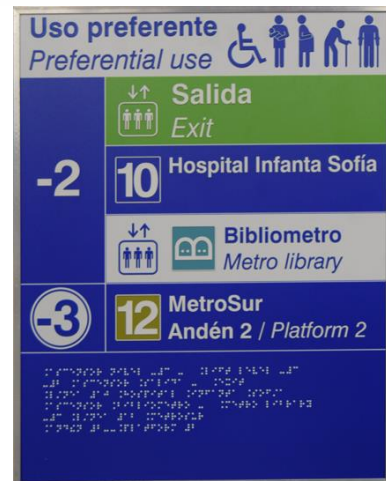 Uso preferente
Preferential use
Salida
Exit
-2
10 Hospital Infanta Sofía
Bibliometro
Metro library
-3
12 MetroSur
Andén 2 / Platform 2